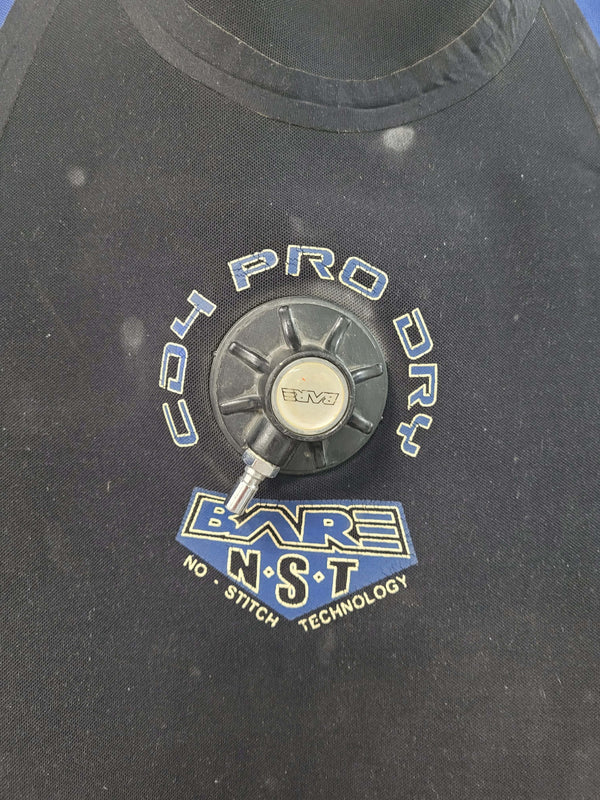 CD4 PRO DRY
BARE
BARE
N·S·T
NO - STITCH TECHNOLOGY